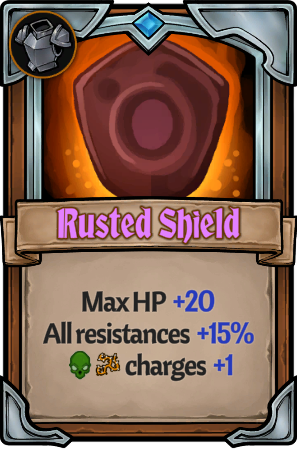 Rusted Shield
Max HP +20
All resistances +15%
charges +1